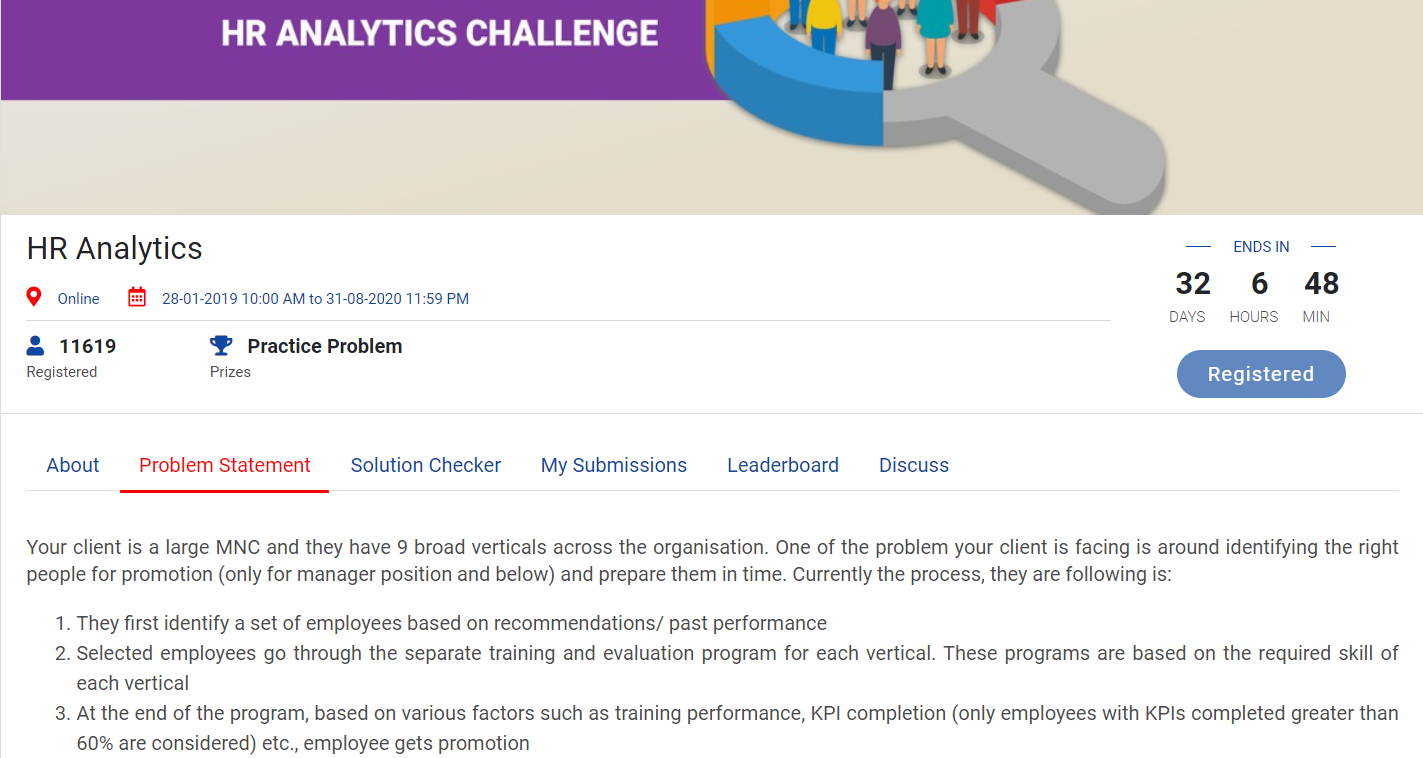 HR ANALYTICS CHALLENGE
HR Analytics
Online 28-01-2019 10:00 AM to 31-08-2020 11:59 PM
11619 Practice Problem
Registered Prizes
ENDS IN
32 6 48
DAYS HOURS MIN
Registered
About Problem Statement Solution Checker My Submissions Leaderboard Discuss
Your client is a large MNC and they have 9 broad verticals across the organisation. One of the problem your client is facing is around identifying the right
people for promotion (only for manager position and below) and prepare them in time. Currently the process, they are following is:
1. They first identify a set of employees based on recommendations/ past performance
2. Selected employees go through the separate training and evaluation program for each vertical. These programs are based on the required skill of
each vertical
3. At the end of the program, based on various factors such as training performance, KPI completion (only employees with KPIs completed greater than
60% are considered) etc., employee gets promotion